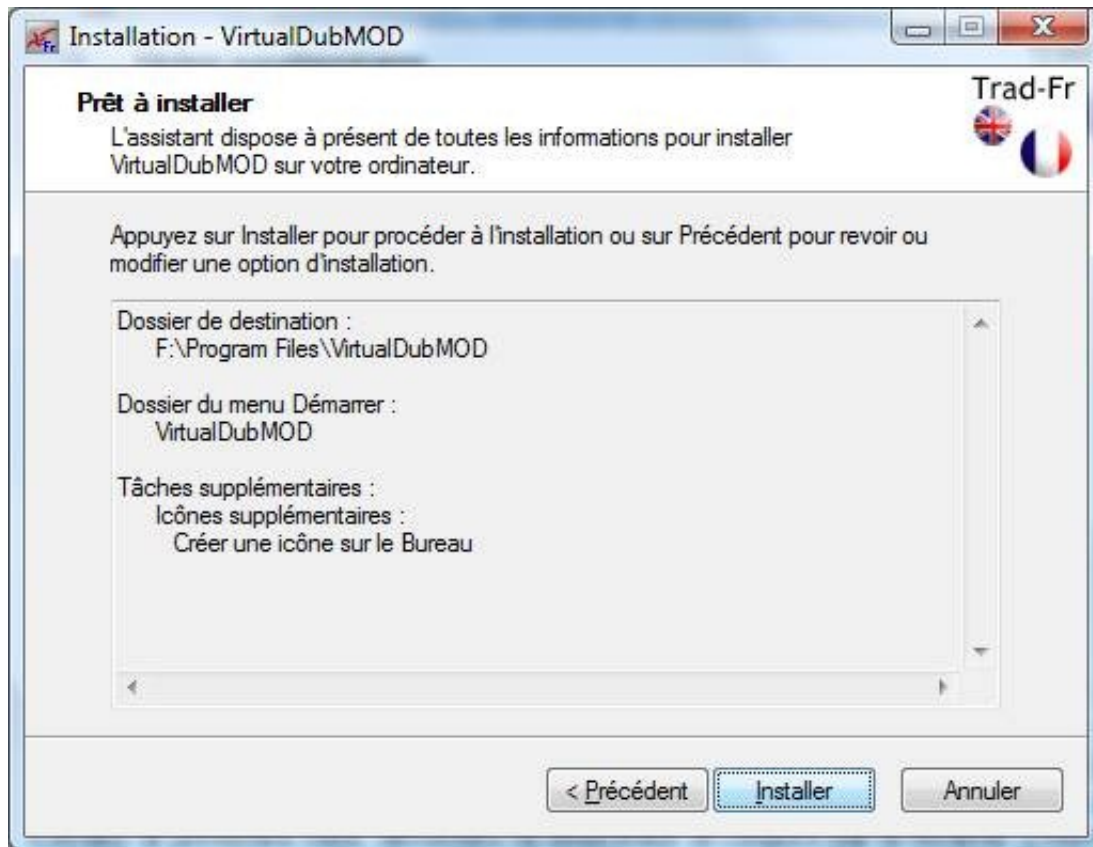 Installation - VirtualDubMOD
Prêt à installer
Trad-Fr
L'assistant dispose à présent de toutes les informations pour installer
VirtualDubMOD sur votre ordinateur.
Appuyez sur Installer pour procéder à l'installation ou sur Précédent pour revoir ou
modifier une option d'installation.
Dossier de destination :
F:\Program Files\VirtualDubMOD
Dossier du menu Démarrer :
VirtualDubMOD
Tâches supplémentaires :
Icônes supplémentaires :
Créer une icône sur le Bureau
< Précédent
Installer
Annuler